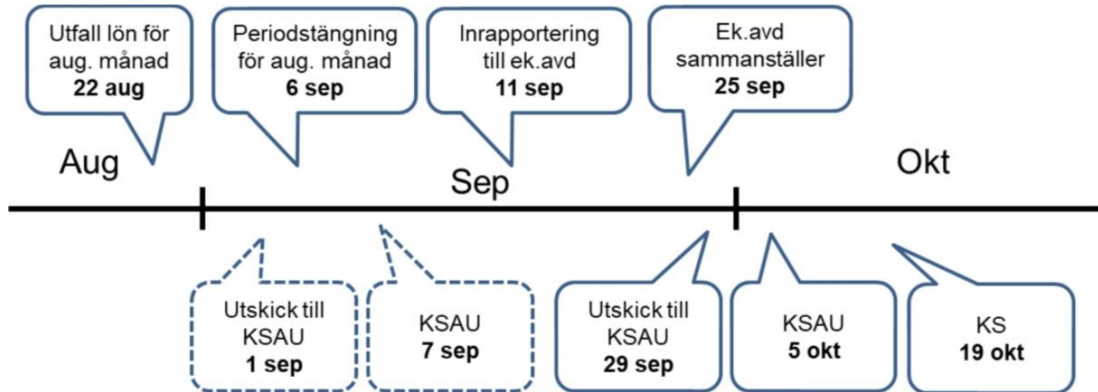 Utfall lön för
aug. månad
22 aug
Periodstängning
för aug. månad
6 sep
Inrapportering
till ek.avd
11 sep
Ek.avd
sammanställer
25 sep
Aug
Sep
Okt
Utskick till
KSAU
1 sep
KSAU
7 sep
Utskick till
KSAU
29 sep
KSAU
5 okt
KS
19 okt